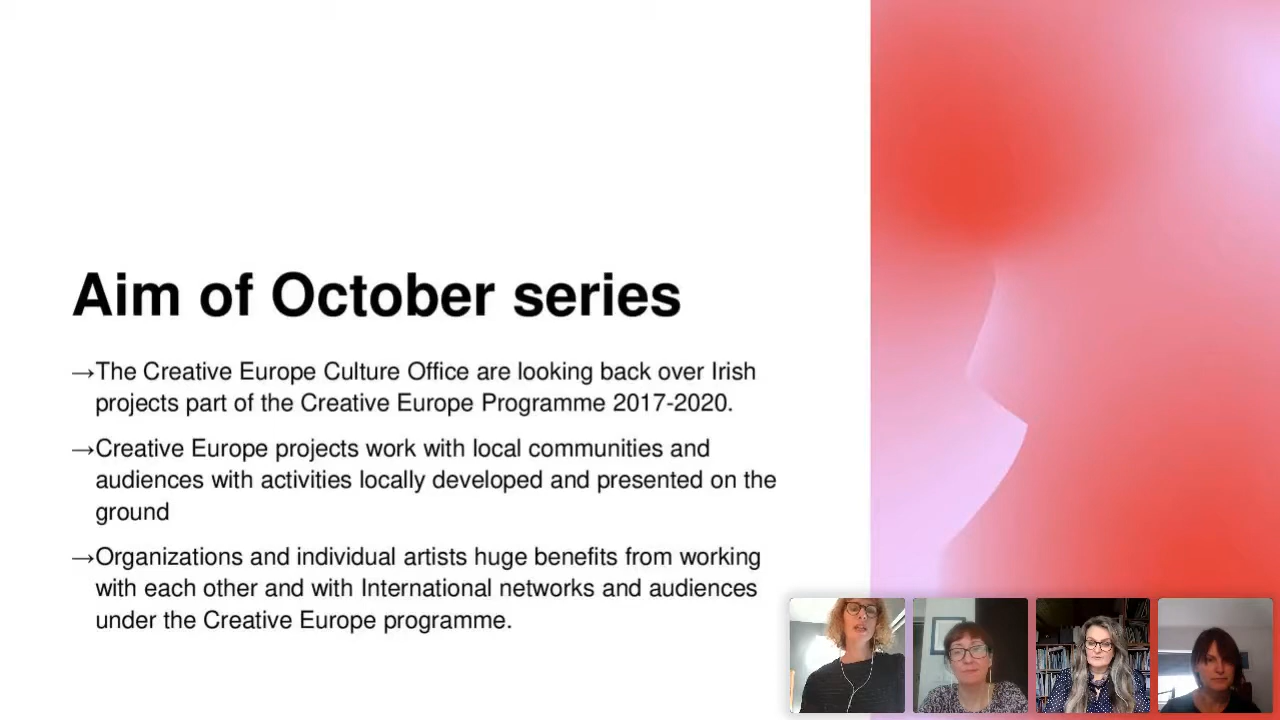 Aim of October series
→The Creative Europe Culture Office are looking back over Irish
projects part of the Creative Europe Programme 2017-2020.
→Creative Europe projects work with local communities and
audiences with activities locally developed and presented on the
ground
→Organizations and individual artists huge benefits from working
with each other and with International networks and audiences
under the Creative Europe programme.